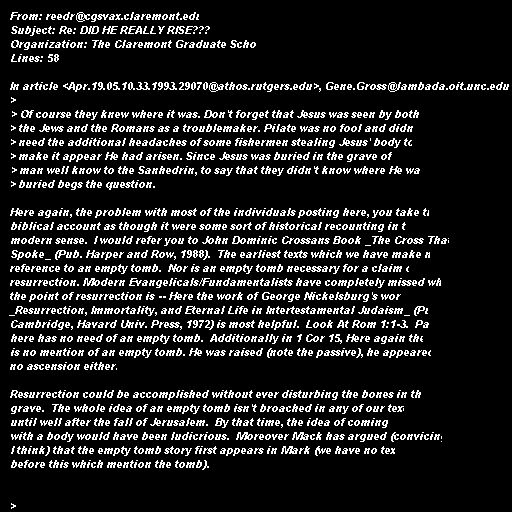 From: reedr@cgsvax.claremont.edu
Subject: Re: DID HE REALLY RISE???
Organization: The Claremont Graduate Scho
Lines: 58

In article <Apr.19.05.10.33.1993.29070@athos.rutgers.edu>, Gene.Gross@lambada.oit.unc.edu
>
> Of course they knew where it was. Don't forget that Jesus was seen by both
> the Jews and the Romans as a troublemaker. Pilate was no fool and didn
> need the additional headaches of some fishermen stealing Jesus' body to
> make it appear He had arisen. Since Jesus was buried in the grave of
> man well know to the Sanhedrin, to say that they didn't know where He wa
> buried begs the question.

Here again, the problem with most of the individuals posting here, you take
biblical account as though it were some sort of historical recounting in t
modern sense. I would refer you to John Dominic Crossans Book _The Cross That
Spoke_ (Pub. Harper and Row, 1988). The earliest texts which we have make n
reference to an empty tomb. Nor is an empty tomb necessary for a claim
resurrection. Modern Evangelicals/Fundamentalists have completely missed wh
the point of resurrection is -- Here the work of George Nickelsburg's wor
_Resurrection, Immortality, and Eternal Life in Intertestamental Judaism_ (Pu
Cambridge, Havard Univ. Press, 1972) is most helpful. Look At Rom 1:1-3. Pa
here has no need of an empty tomb. Additionally in 1 Cor 15, Here again the
is no mention of an empty tomb. He was raised (note the passive), he appeared
no ascension either.

Resurrection could be accomplished without ever disturbing the bones in th
grave. The whole idea of an empty tomb isn't broached in any of our tex
until well after the fall of Jerusalem. By that time, the idea of coming
with a body would have been ludicrious. Moreover Mack has argued (convicing
I think) that the empty tomb story first appears in Mark (we have no tex
before this which mention the tomb).

>